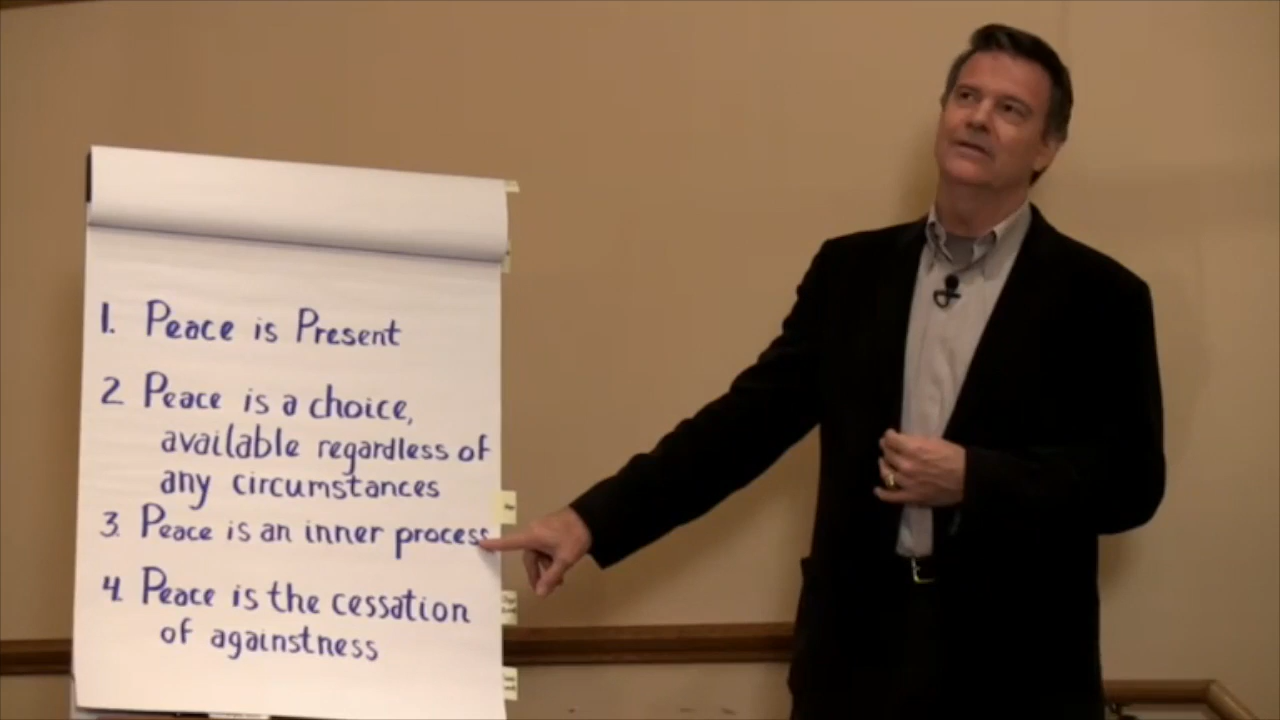 1. Peace is Present
2 Peace is a choice,
available regardless of
any circumstances
3. Peace is an inner process
4. Peace is the cessation
of againstness